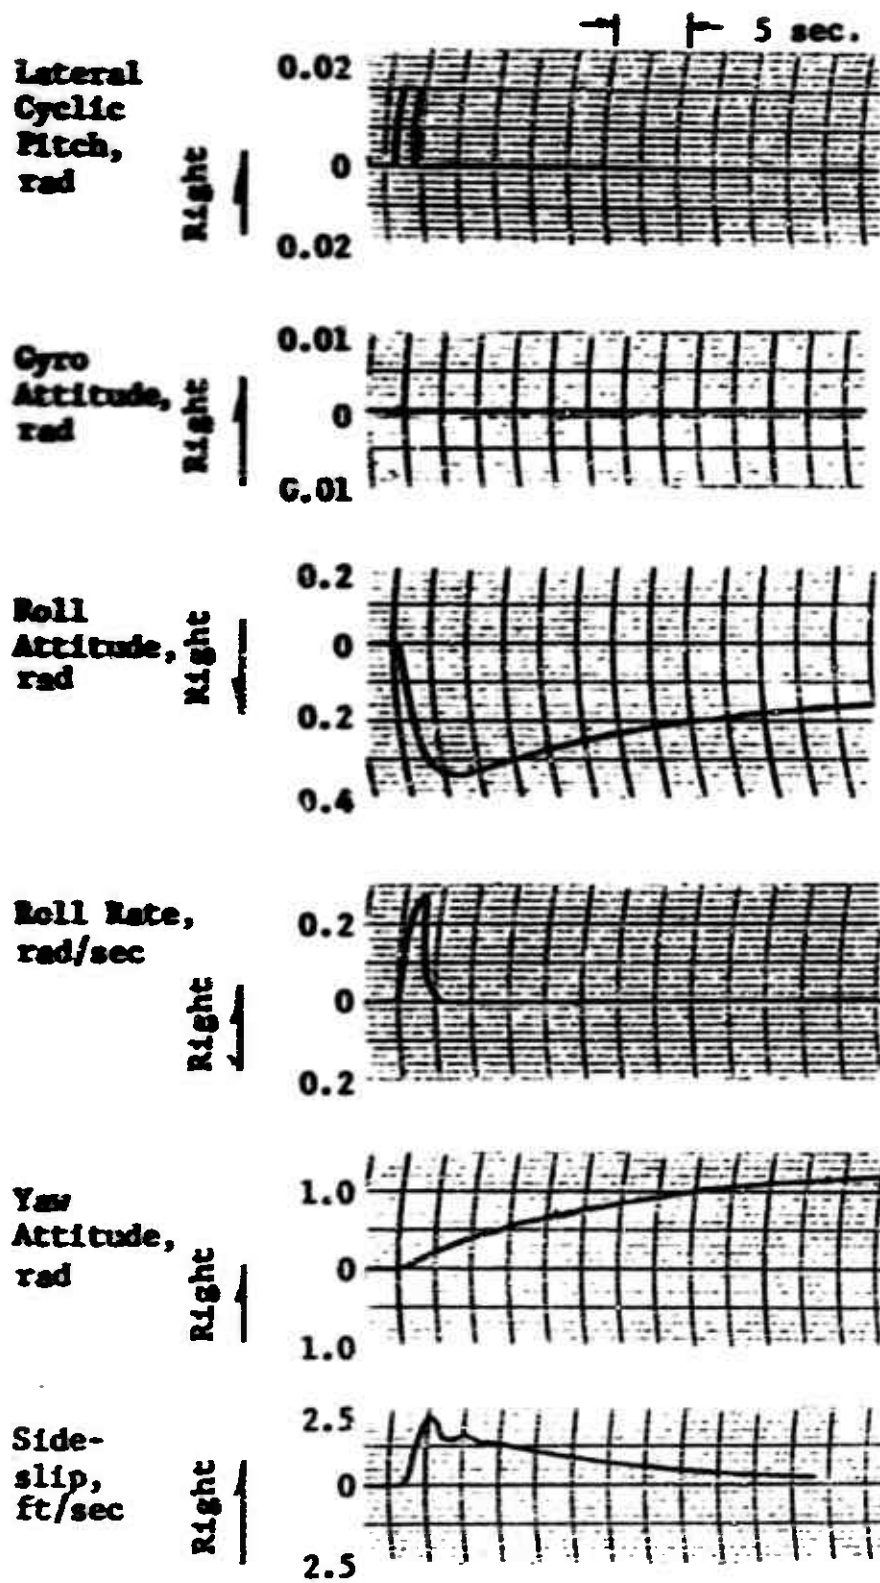 5 sec.
Lateral
Cyclic
Pitch,
rad
Right
0.02
0
0.02
Gyro
Attitude,
rad
Right
0.01
0
0.01
Roll
Attitude,
rad
Right
0.2
0
0.2
0.4
Roll Rate,
rad/sec
Right
0.2
0
0.2
Yaw
Attitude,
rad
Right
1.0
0
1.0
Side-
slip,
ft/sec
Right
2.5
0
2.5